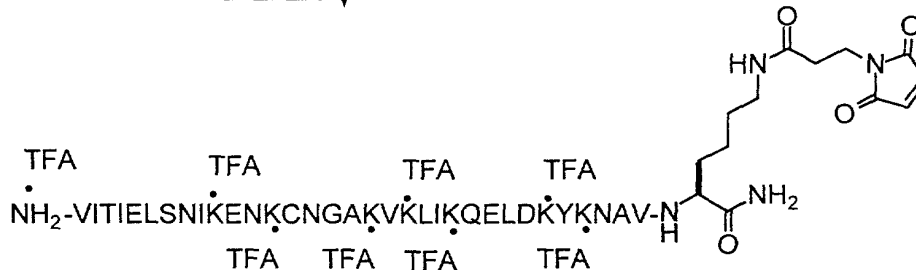 O O
HN N
O
TFA TFA TFA TFA
NH₂-VITIELSNIKENKCNGAKVKLIKQELDKYKNAV-N NH₂
H O
TFA TFA TFA TFA